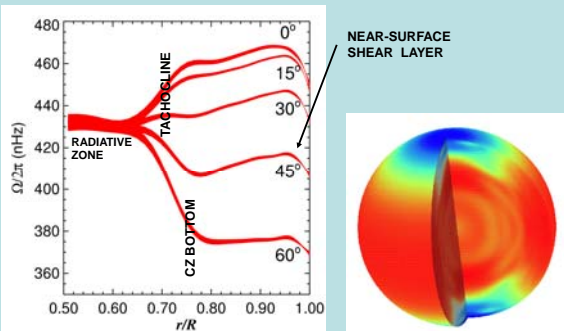 480
460
440
420
400
380
360
Ω/2π (nHz)
0.50
0.60
0.70
0.80
0.90
1.00
r/R
RADIATIVE
ZONE
TACHOCLINE
CZ BOTTOM
0°
15°
30°
45°
60°
NEAR-SURFACE
SHEAR LAYER